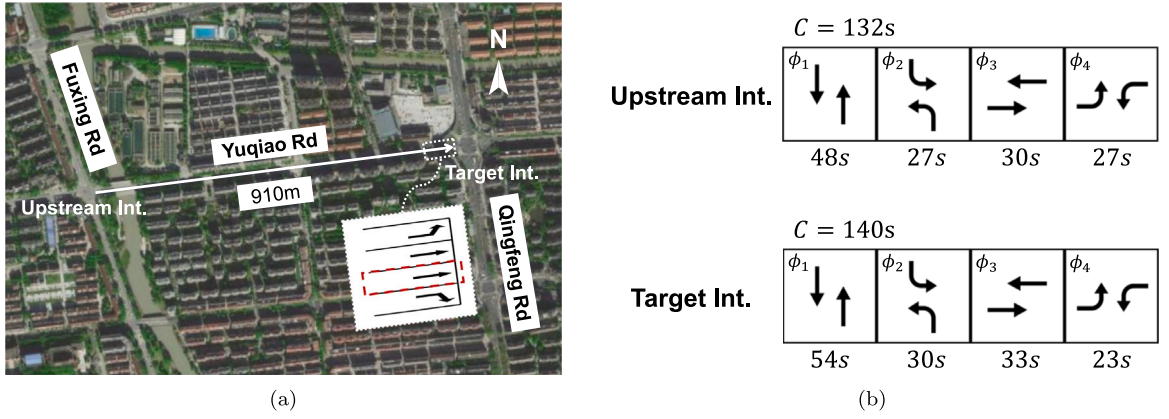 Fuxing Rd
Yuqiao Rd
910m
Upstream Int.
Target Int.
Qingfeng Rd
N
(a)
C = 132s
Upstream Int.
ϕ1 ϕ2 ϕ3 ϕ4
48s 27s 30s 27s
C = 140s
Target Int.
ϕ1 ϕ2 ϕ3 ϕ4
54s 30s 33s 23s
(b)